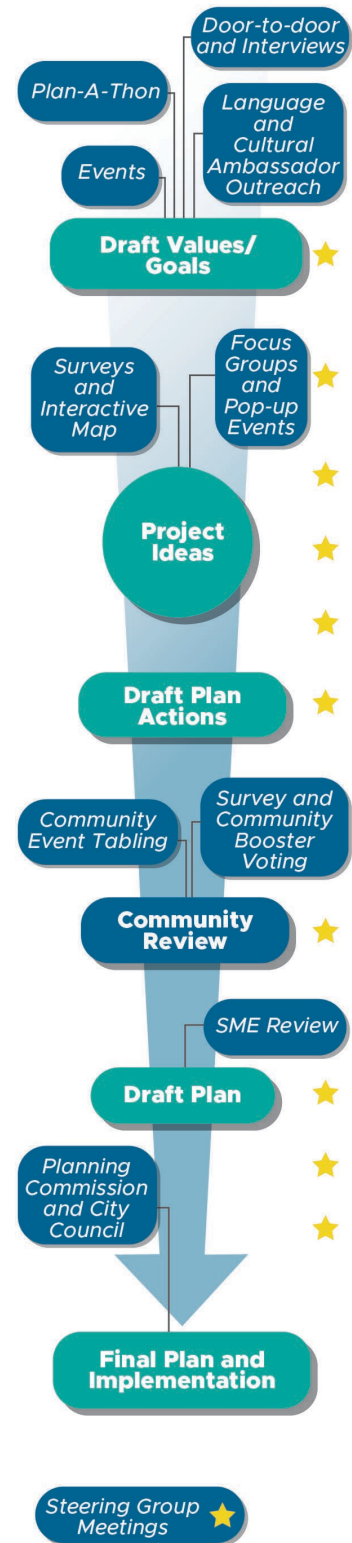 Door-to-door
and Interviews
Plan-A-Thon
Language
and
Cultural
Ambassador
Outreach
Events
Draft Values/
Goals
Surveys
and
Interactive
Map
Focus
Groups
and
Pop-up
Events
Project
Ideas
Draft Plan
Actions
Community
Event Tabling
Survey and
Community
Booster
Voting
Community
Review
SME Review
Draft Plan
Planning
Commission
and City
Council
Final Plan and
Implementation
Steering Group
Meetings